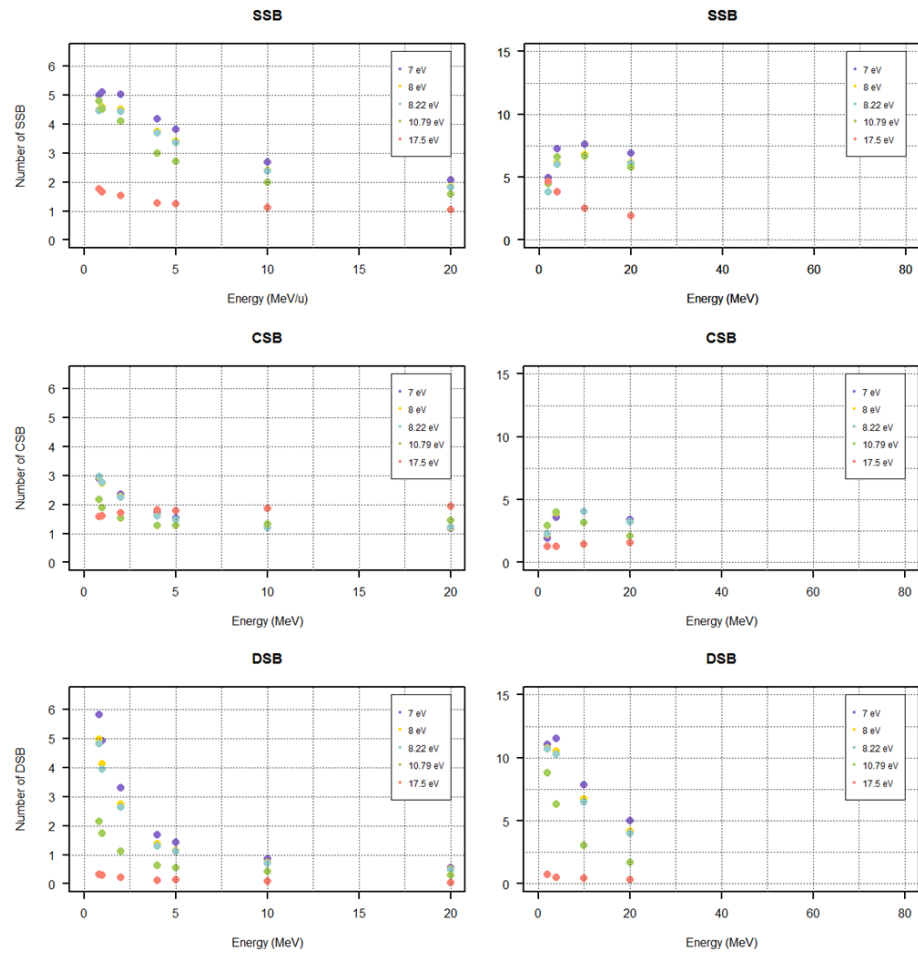 SSB
Number of SSB
6
5
4
3
2
1
0
7 eV
8 eV
8.22 eV
10.79 eV
17.5 eV
0 5 10 15 20
Energy (MeV/u)
SSB
15
10
5
0
7 eV
8 eV
8.22 eV
10.79 eV
17.5 eV
0 20 40 60 80
Energy (MeV)
CSB
Number of CSB
6
5
4
3
2
1
0
7 eV
8 eV
8.22 eV
10.79 eV
17.5 eV
0 5 10 15 20
Energy (MeV)
CSB
15
10
5
0
7 eV
8 eV
8.22 eV
10.79 eV
17.5 eV
0 20 40 60 80
Energy (MeV)
DSB
Number of DSB
6
5
4
3
2
1
0
7 eV
8 eV
8.22 eV
10.79 eV
17.5 eV
0 5 10 15 20
Energy (MeV)
DSB
15
10
5
0
7 eV
8 eV
8.22 eV
10.79 eV
17.5 eV
0 20 40 60 80
Energy (MeV)